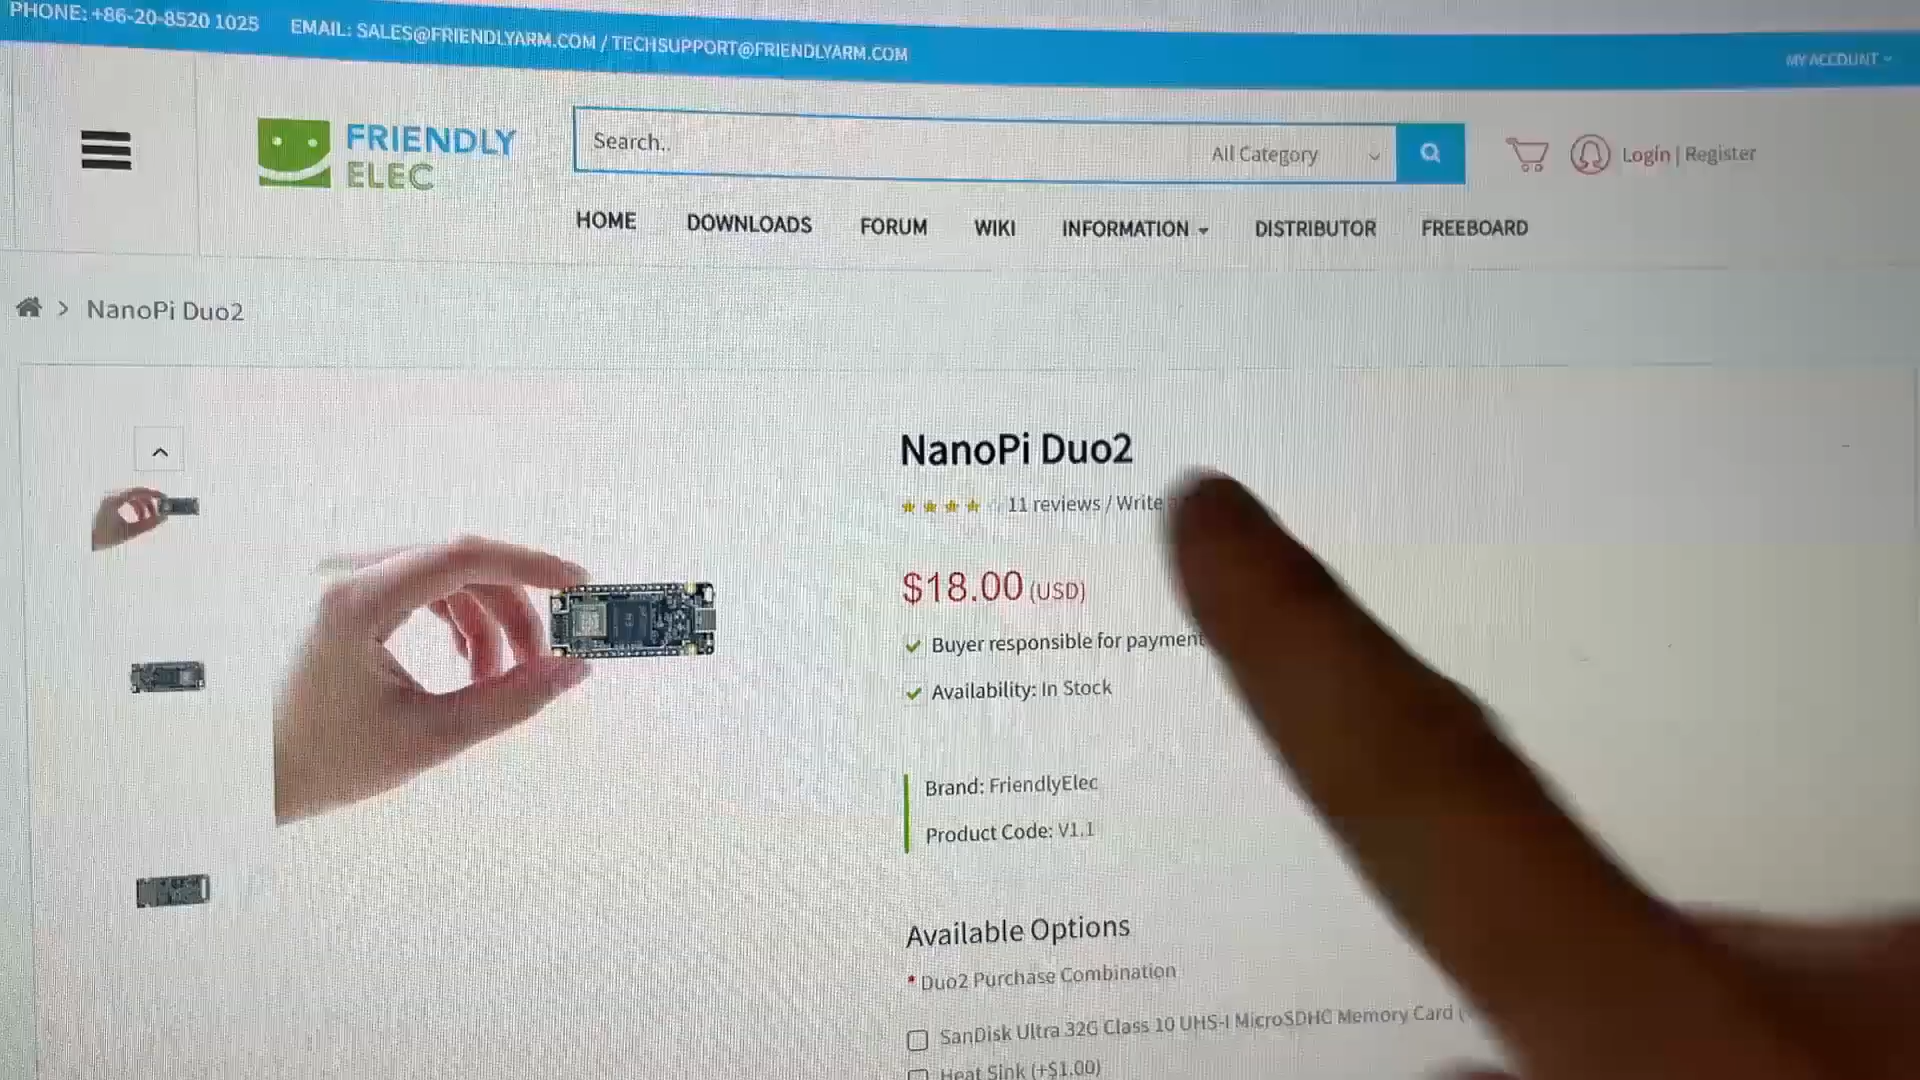 PHONE: +86-20-8520 1025 EMAIL: SALES@FRIENDLYARM.COM / TECHSUPPORT@FRIENDLYARM.COM
MY ACCOUNT
FRIENDLY
ELEC
Search..
All Category
Login | Register
HOME DOWNLOADS FORUM WIKI INFORMATION DISTRIBUTOR FREEBOARD
> NanoPi Duo2
NanoPi Duo2
11 reviews / Write
$18.00 (USD)
Buyer responsible for payment
Availability: In Stock
Brand: FriendlyElec
Product Code: V1.1
Available Options
* Duo2 Purchase Combination
SanDisk Ultra 32G Class 10 UHS-I MicroSDHC Memory Card (
Heat Sink (+$1.00)